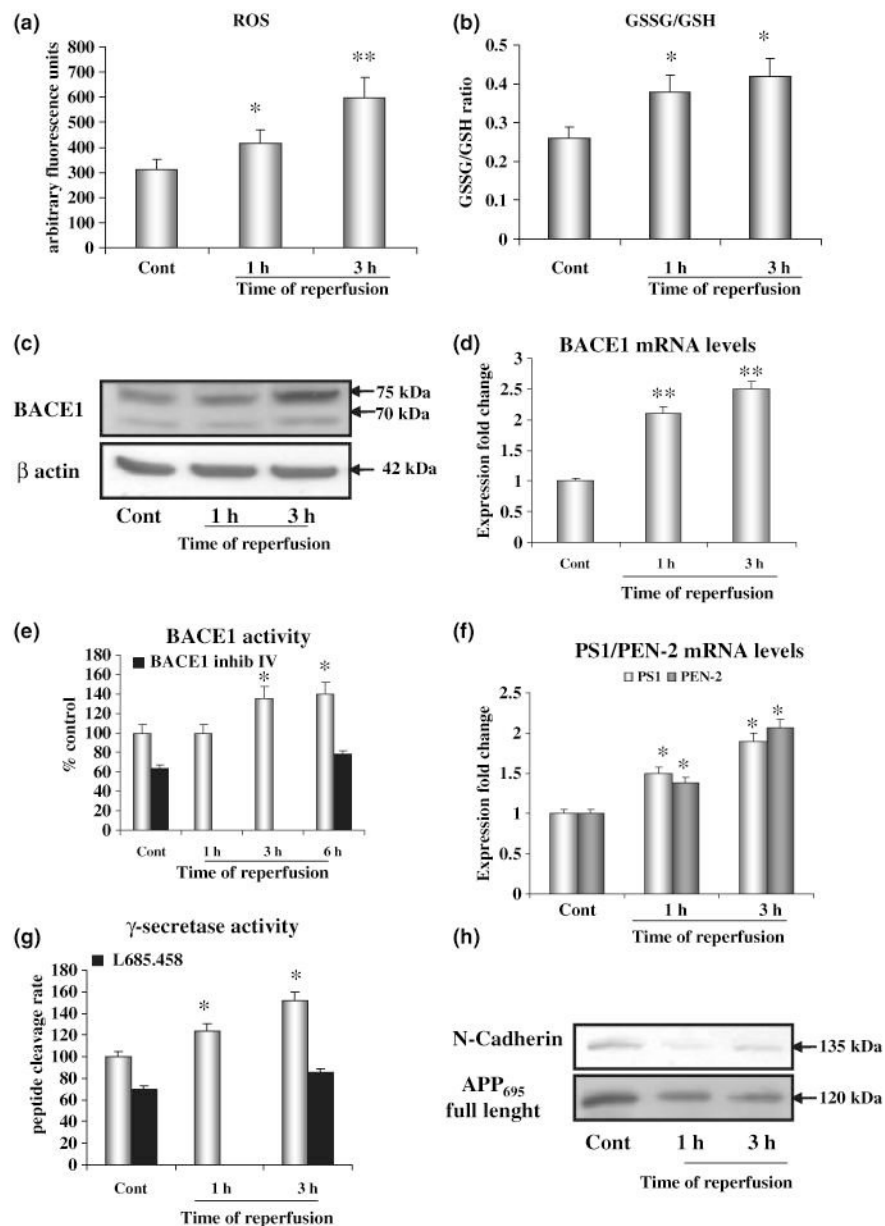 (a)
ROS
arbitrary fluorescence units
800
700
600
500
400
300
200
100
0
*
**
Cont
1 h
3 h
Time of reperfusion
(b)
GSSG/GSH
GSSG/GSH ratio
0.5
0.4
0.3
0.2
0.1
0
*
*
Cont
1 h
3 h
Time of reperfusion
(c)
BACE1
75 kDa
70 kDa
β actin
42 kDa
Cont
1 h
3 h
Time of reperfusion
(d)
BACE1 mRNA levels
Expression fold change
3
2.5
2
1.5
1
0.5
0
**
**
Cont
1 h
3 h
Time of reperfusion
(e)
BACE1 activity
BACE1 inhib IV
% control
180
160
140
120
100
80
60
40
20
0
*
*
Cont
1 h
3 h
6 h
Time of reperfusion
(f)
PS1/PEN-2 mRNA levels
PS1
PEN-2
Expression fold change
2.5
2
1.5
1
0.5
0
*
*
*
*
Cont
1 h
3 h
Time of reperfusion
(g)
γ-secretase activity
L685.458
peptide cleavage rate
180
160
140
120
100
80
60
40
20
0
*
*
Cont
1 h
3 h
Time of reperfusion
(h)
N-Cadherin
135 kDa
APP695
full lenght
120 kDa
Cont
1 h
3 h
Time of reperfusion